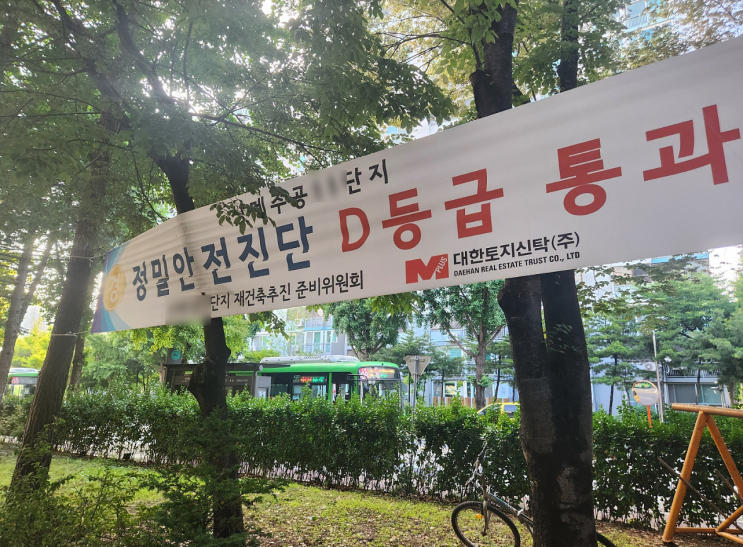 단지
정밀안전진단 D등급 통과
단지 재건축추진 준비위원회
M PLUS 대한토지신탁(주)
DAEHAN REAL ESTATE TRUST CO., LTD